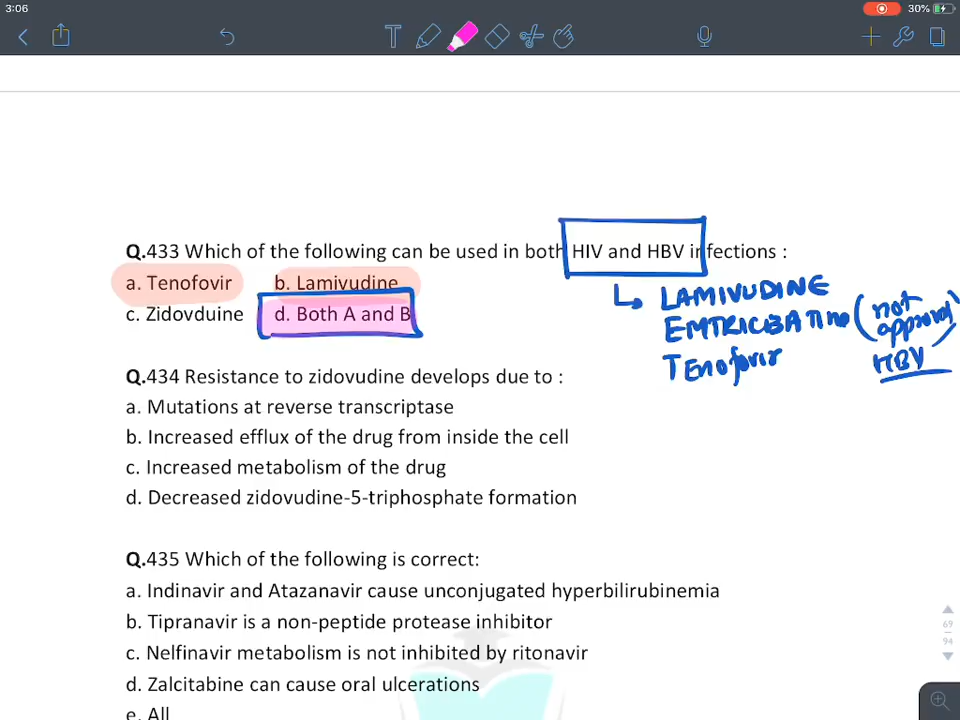 3:06
30%
T
Q.433 Which of the following can be used in both HIV and HBV infections :
a. Tenofovir b. Lamivudine
c. Zidovduine d. Both A and B
LAMIVUDINE
EMTRICIBATINE (not approved HBV)
Tenofovir
Q.434 Resistance to zidovudine develops due to :
a. Mutations at reverse transcriptase
b. Increased efflux of the drug from inside the cell
c. Increased metabolism of the drug
d. Decreased zidovudine-5-triphosphate formation
Q.435 Which of the following is correct:
a. Indinavir and Atazanavir cause unconjugated hyperbilirubinemia
b. Tipranavir is a non-peptide protease inhibitor
c. Nelfinavir metabolism is not inhibited by ritonavir
d. Zalcitabine can cause oral ulcerations
e. All
69
94